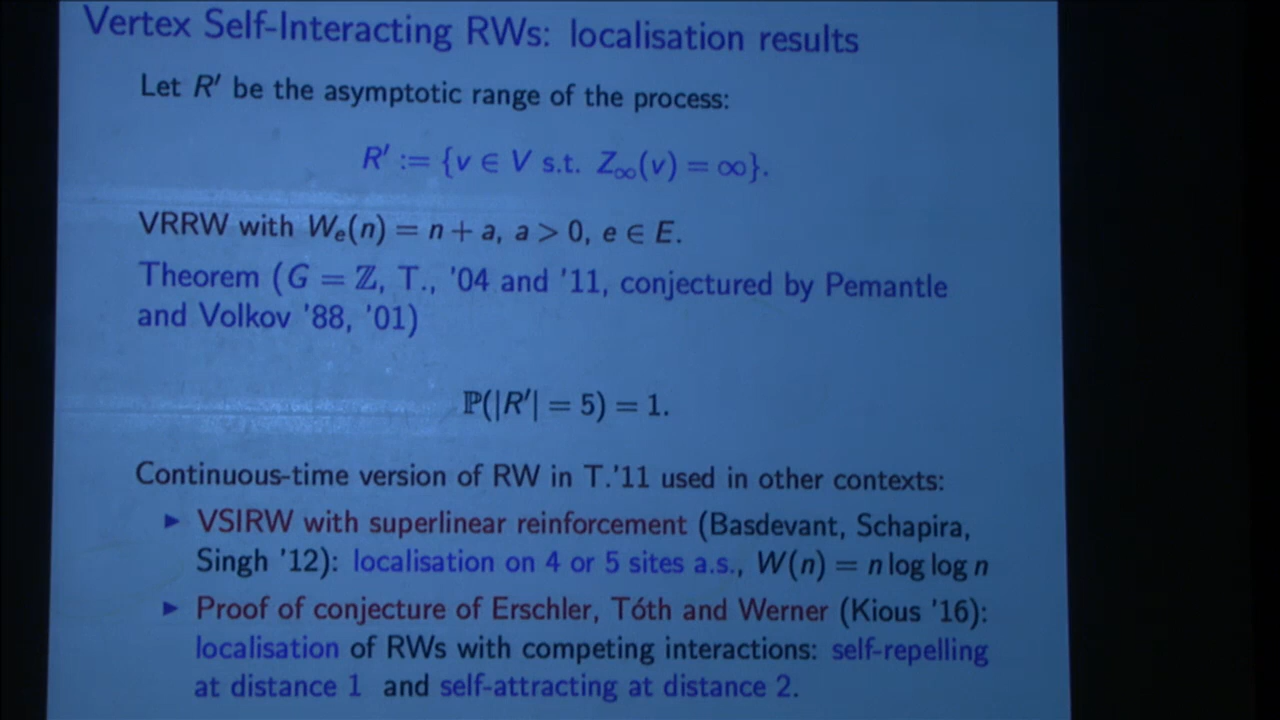 Vertex Self-Interacting RWs: localisation results
Let R′ be the asymptotic range of the process:
R′ := {v ∈ V s.t. Z∞(v) = ∞}.
VRRW with Wₑ(n) = n + a, a > 0, e ∈ E.
Theorem (G = ℤ, T., '04 and '11, conjectured by Pemantle
and Volkov '88, '01)
ℙ(|R′| = 5) = 1.
Continuous-time version of RW in T.'11 used in other contexts:
▶ VSIRW with superlinear reinforcement (Basdevant, Schapira,
Singh '12): localisation on 4 or 5 sites a.s., W(n) = n log log n
▶ Proof of conjecture of Erschler, Tóth and Werner (Kious '16):
localisation of RWs with competing interactions: self-repelling
at distance 1 and self-attracting at distance 2.